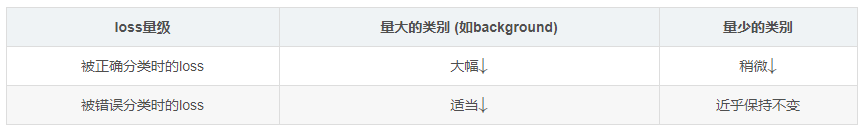 loss量级 量大的类别 (如background) 量少的类别
被正确分类时的loss 大幅↓ 稍微↓
被错误分类时的loss 适当↓ 近乎保持不变